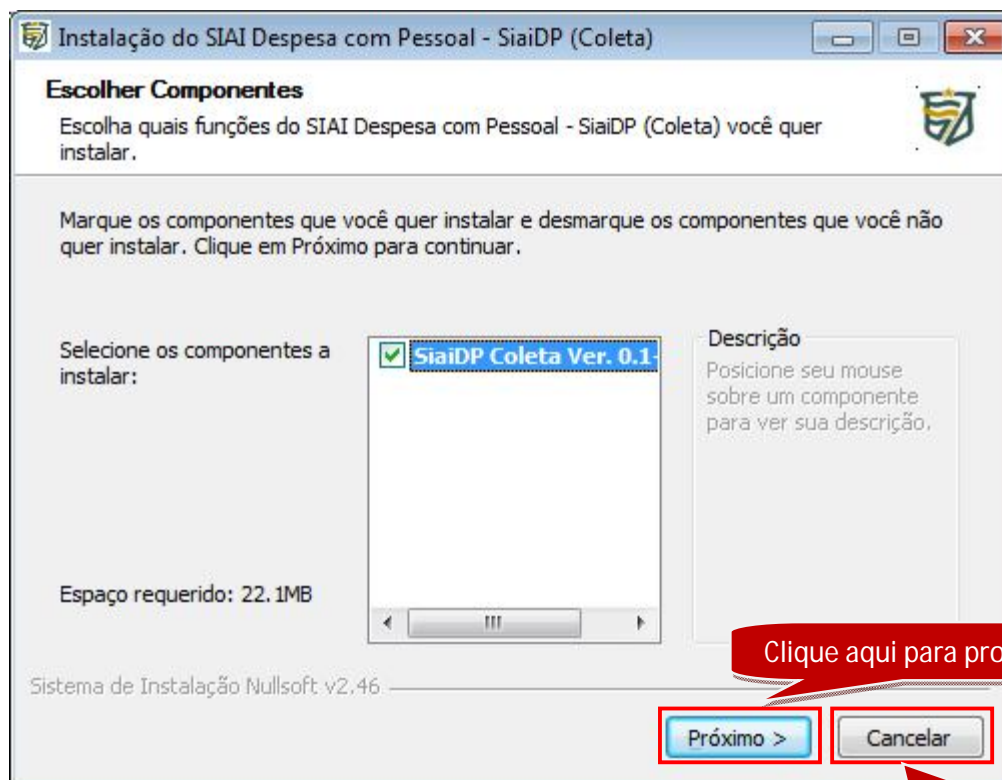 Instalação do SIAI Despesa com Pessoal - SiaiDP (Coleta)
Escolher Componentes
Escolha quais funções do SIAI Despesa com Pessoal - SiaiDP (Coleta) você quer
instalar.
Marque os componentes que você quer instalar e desmarque os componentes que você não
quer instalar. Clique em Próximo para continuar.
Selecione os componentes a
instalar:
SiaiDP Coleta Ver. 0.1-
Descrição
Posicione seu mouse
sobre um componente
para ver sua descrição.
Espaço requerido: 22.1MB
Clique aqui para
Sistema de Instalação Nullsoft v2.46
Próximo >
Cancelar